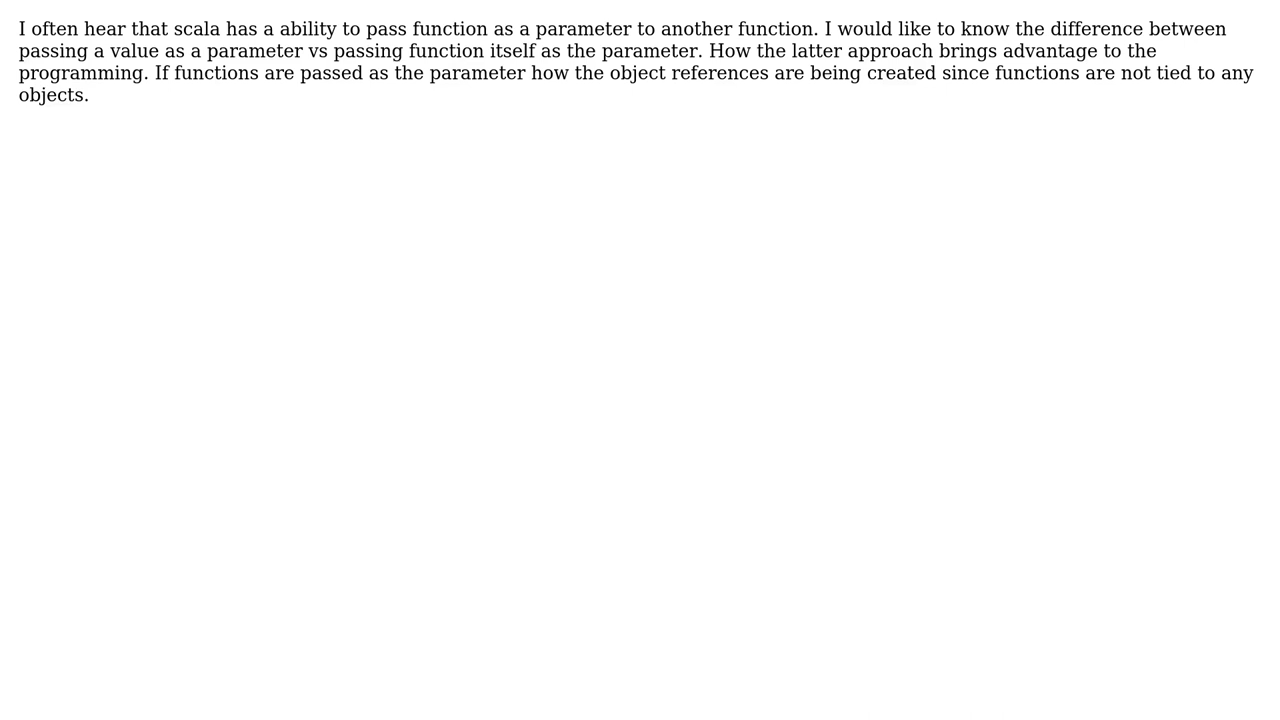 I often hear that scala has a ability to pass function as a parameter to another function. I would like to know the difference between
passing a value as a parameter vs passing function itself as the parameter. How the latter approach brings advantage to the
programming. If functions are passed as the parameter how the object references are being created since functions are not tied to any
objects.